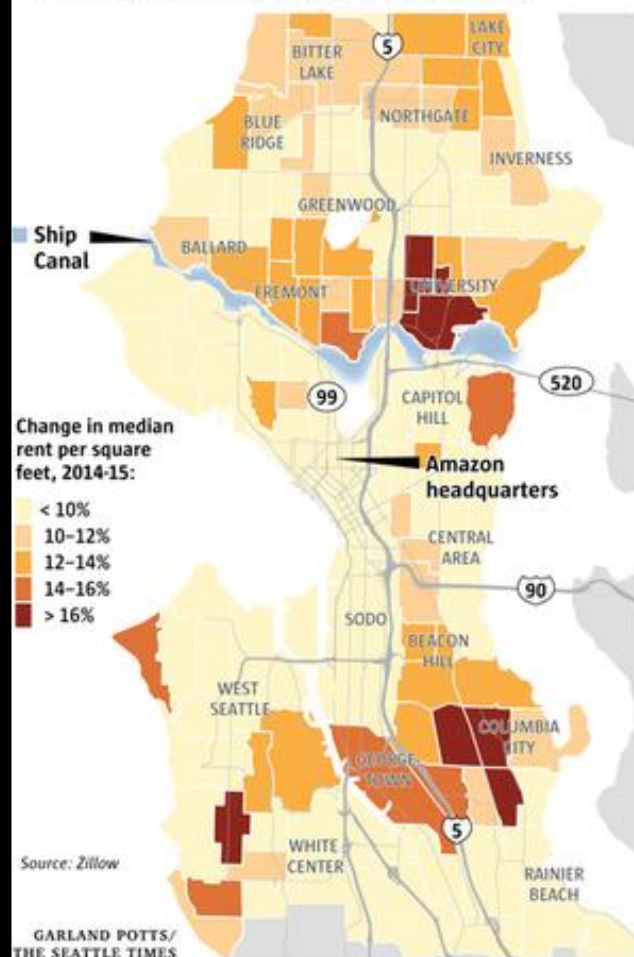 5
LAKE
CITY
BITTER
LAKE
NORTHGATE
BLUE
RIDGE
INVERNESS
GREENWOOD
Ship
Canal
BALLARD
UNIVERSITY
FREMONT
520
99
CAPITOL
HILL
Change in median
rent per square
feet, 2014-15:
< 10%
10–12%
12–14%
14–16%
> 16%
Amazon
headquarters
CENTRAL
AREA
90
SODO
BEACON
HILL
WEST
SEATTLE
COLUMBIA
CITY
GEORGE-
TOWN
5
WHITE
CENTER
Source: Zillow
RAINIER
BEACH
GARLAND POTTS/
THE SEATTLE TIMES